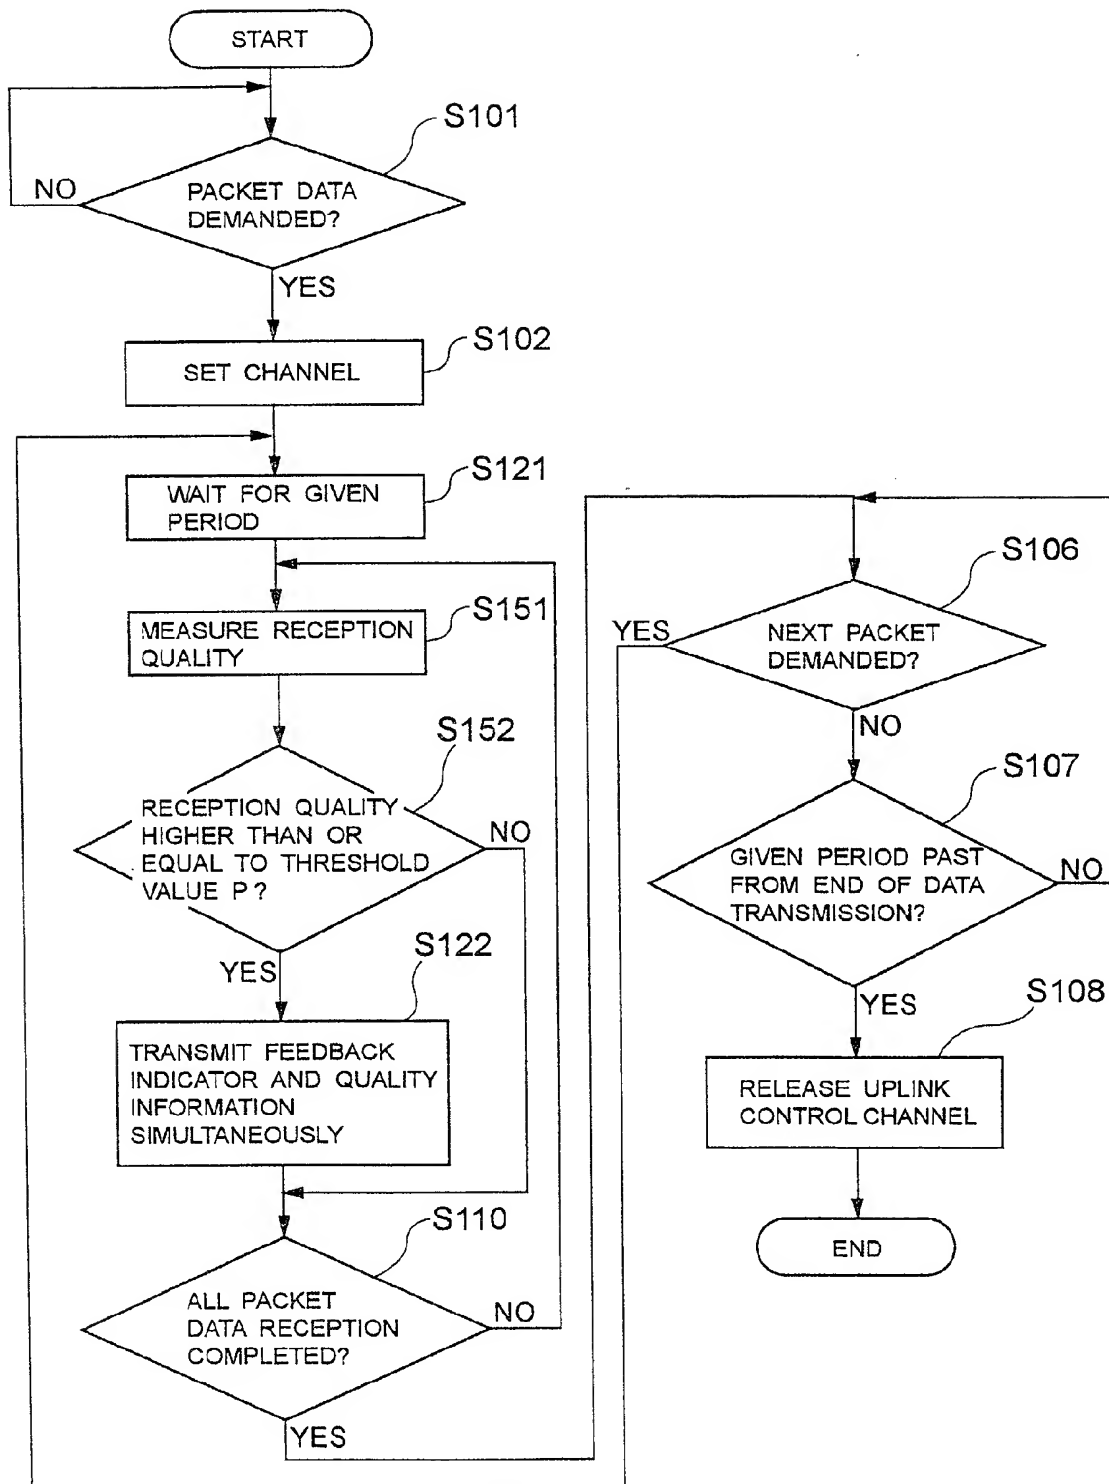 START
S101
NO
PACKET DATA
DEMANDED?
YES
S102
SET CHANNEL
S121
WAIT FOR GIVEN
PERIOD
S151
MEASURE RECEPTION
QUALITY
S152
RECEPTION QUALITY
HIGHER THAN OR
EQUAL TO THRESHOLD
VALUE P?
NO
YES
S122
TRANSMIT FEEDBACK
INDICATOR AND QUALITY
INFORMATION
SIMULTANEOUSLY
S110
ALL PACKET
DATA RECEPTION
COMPLETED?
NO
YES
S106
YES
NEXT PACKET
DEMANDED?
NO
S107
GIVEN PERIOD PAST
FROM END OF DATA
TRANSMISSION?
NO
YES
S108
RELEASE UPLINK
CONTROL CHANNEL
END